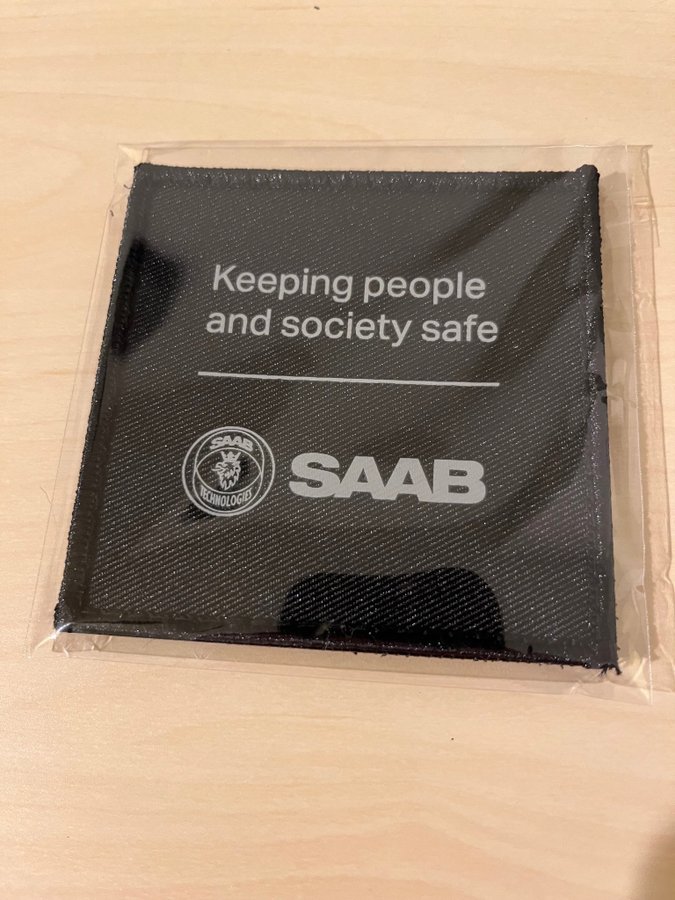 Keeping people
and society safe
SAAB
TECHNOLOGIES
SAAB